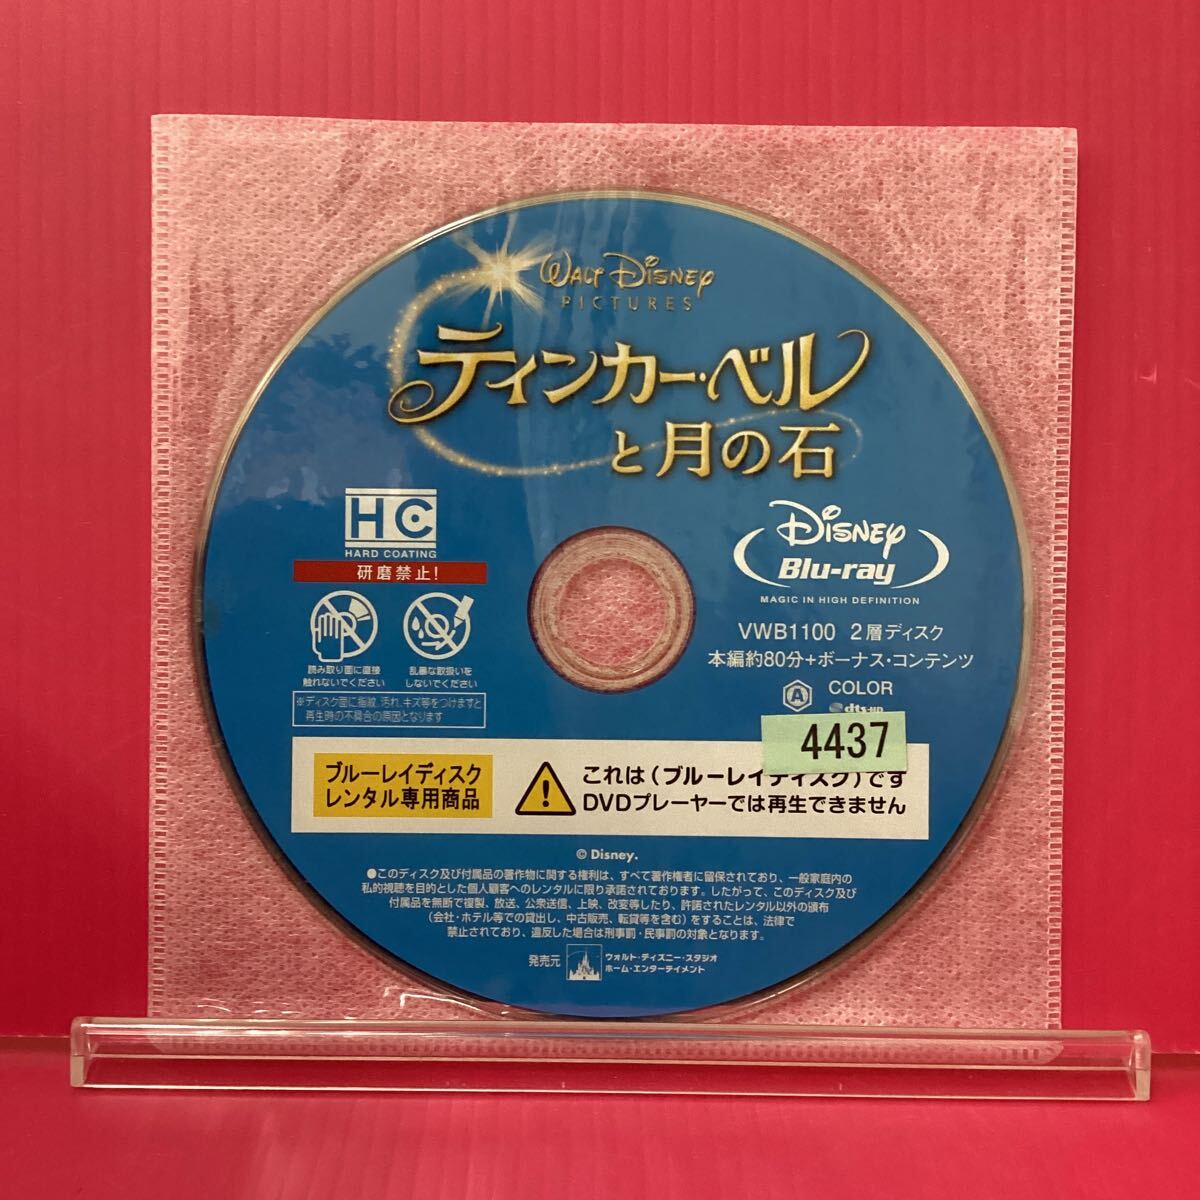 WALT DISNEY
PICTURES
ティンカー・ベル
と月の石
HC
HARD COATING
研磨禁止!
読み取り面に直接
触れないでください
乱暴な取扱いを
しないでください
※ディスク面に指紋、汚れ、キズ等をつけますと
再生時の不具合の原因となります
DISNEY
Blu-ray
MAGIC IN HIGH DEFINITION
VWB1100 2層ディスク
本編約80分+ボーナス・コンテンツ
A COLOR
dts-HD
4437
ブルーレイディスク
レンタル専用商品
これは(ブルーレイディスク)です
DVDプレーヤーでは再生できません
© Disney.
●このディスク及び付属品の著作物に関する権利は、すべて著作権者に留保されており、一般家庭内の
私的視聴を目的とした個人顧客へのレンタルに限り承諾されております。したがって、このディスク及び
付属品を無断で複製、放送、公衆送信、上映、改変等したり、許諾されたレンタル以外の頒布
(会社・ホテル等での貸出し、中古販売、転貸等を含む)をすることは、法律で
禁止されており、違反した場合は刑事罰・民事罰の対象となります。
発売元
ウォルト・ディズニー・スタジオ
ホーム・エンターテイメント